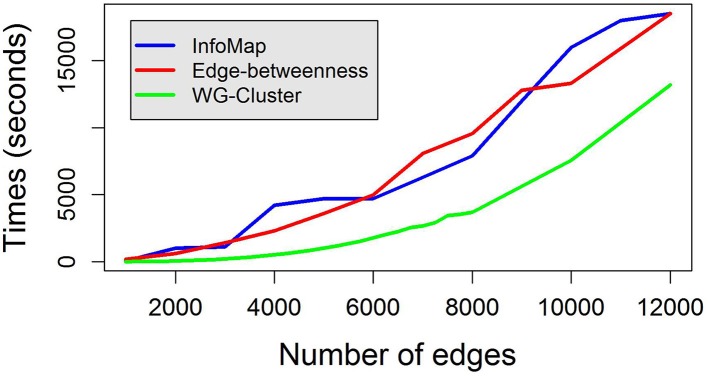 InfoMap
Edge-betweenness
WG-Cluster
Times (seconds)
15000
5000
0
2000
4000
6000
8000
10000
12000
Number of edges